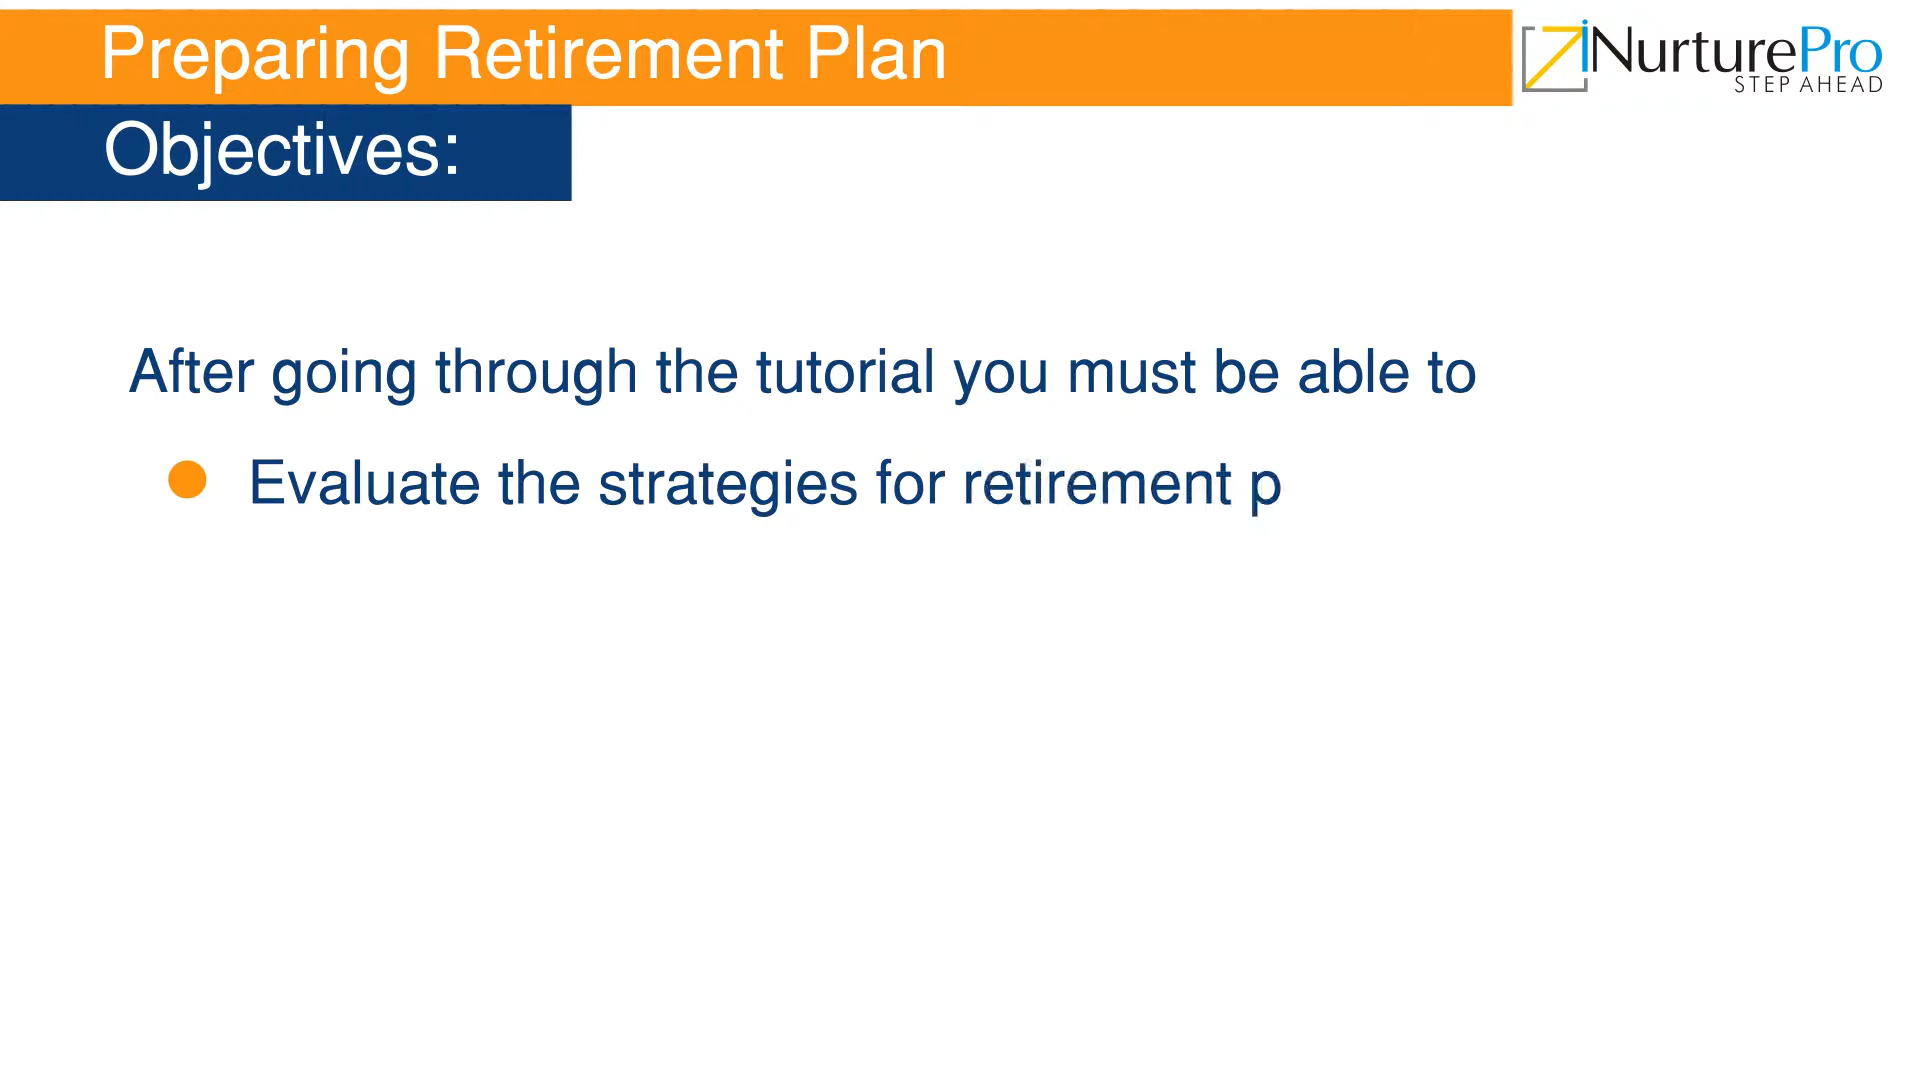 Preparing Retirement Plan
iNurturePro
STEP AHEAD
Objectives:
After going through the tutorial you must be able to
Evaluate the strategies for retirement p